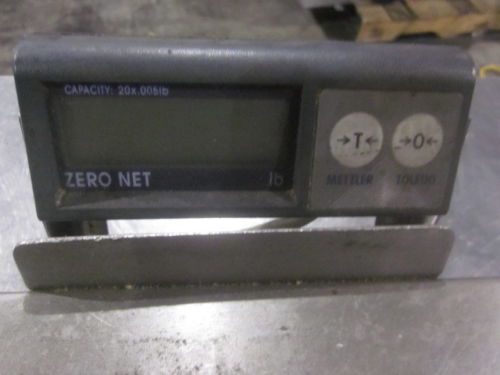 CAPACITY: 20x.005lb
→T← →0←
ZERO NET lb
METTLER TOLEDO